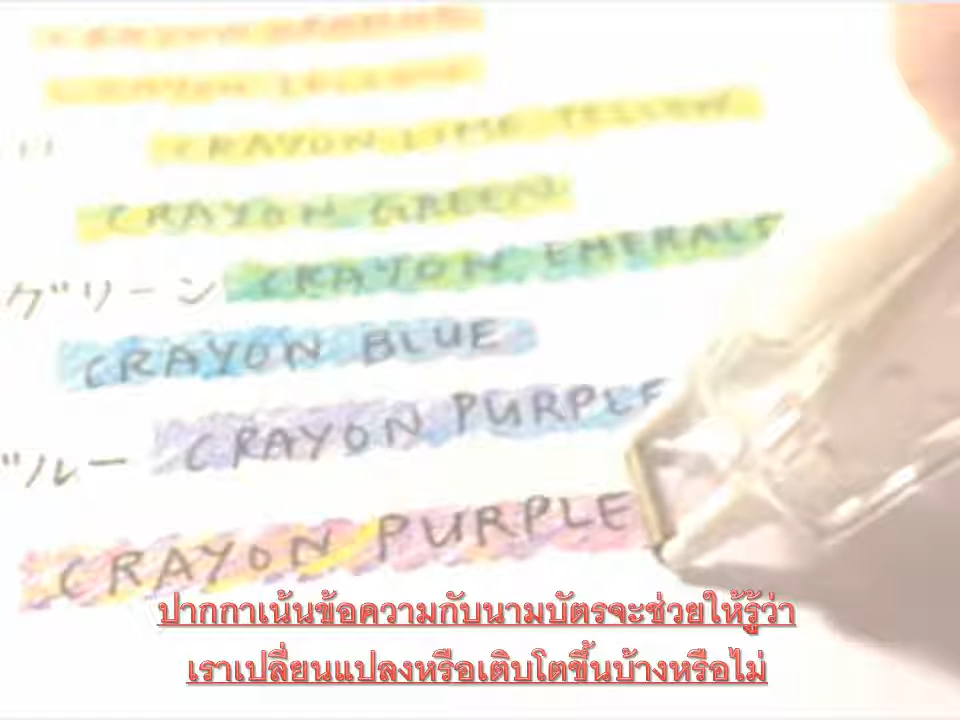 CRAYON
CRAYON YELLOW
CRAYON LIME YELLOW
CRAYON GREEN
グリーン CRAYON EMERALD
CRAYON BLUE
CRAYON PURPLE
ブルー
CRAYON PURPLE
ปากกาเน้นข้อความกับนามบัตรจะช่วยให้รู้ว่า
เราเปลี่ยนแปลงหรือเติบโตขึ้นบ้างหรือไม่